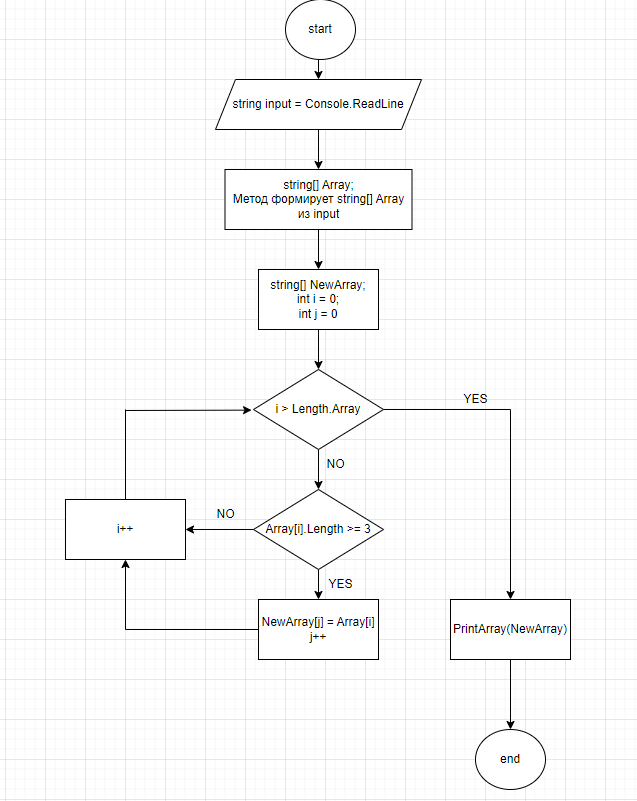 start
string input = Console.ReadLine
string[] Array;
Метод формирует string[] Array
из input
string[] NewArray;
int i = 0;
int j = 0
i > Length.Array
YES
NO
Array[i].Length >= 3
NO
i++
YES
NewArray[j] = Array[i]
j++
PrintArray(NewArray)
end